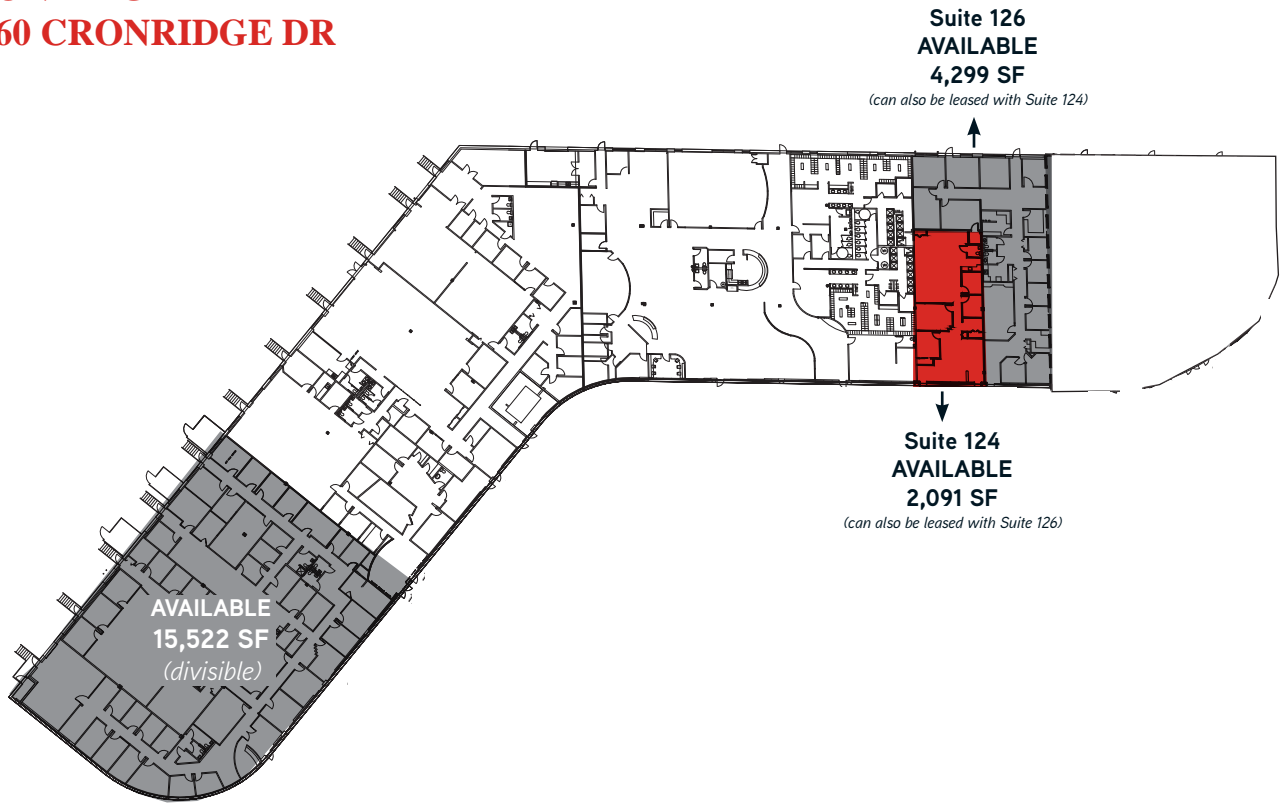 60 CRONRIDGE DR
Suite 126
AVAILABLE
4,299 SF
(can also be leased with Suite 124)
Suite 124
AVAILABLE
2,091 SF
(can also be leased with Suite 126)
AVAILABLE
15,522 SF
(divisible)